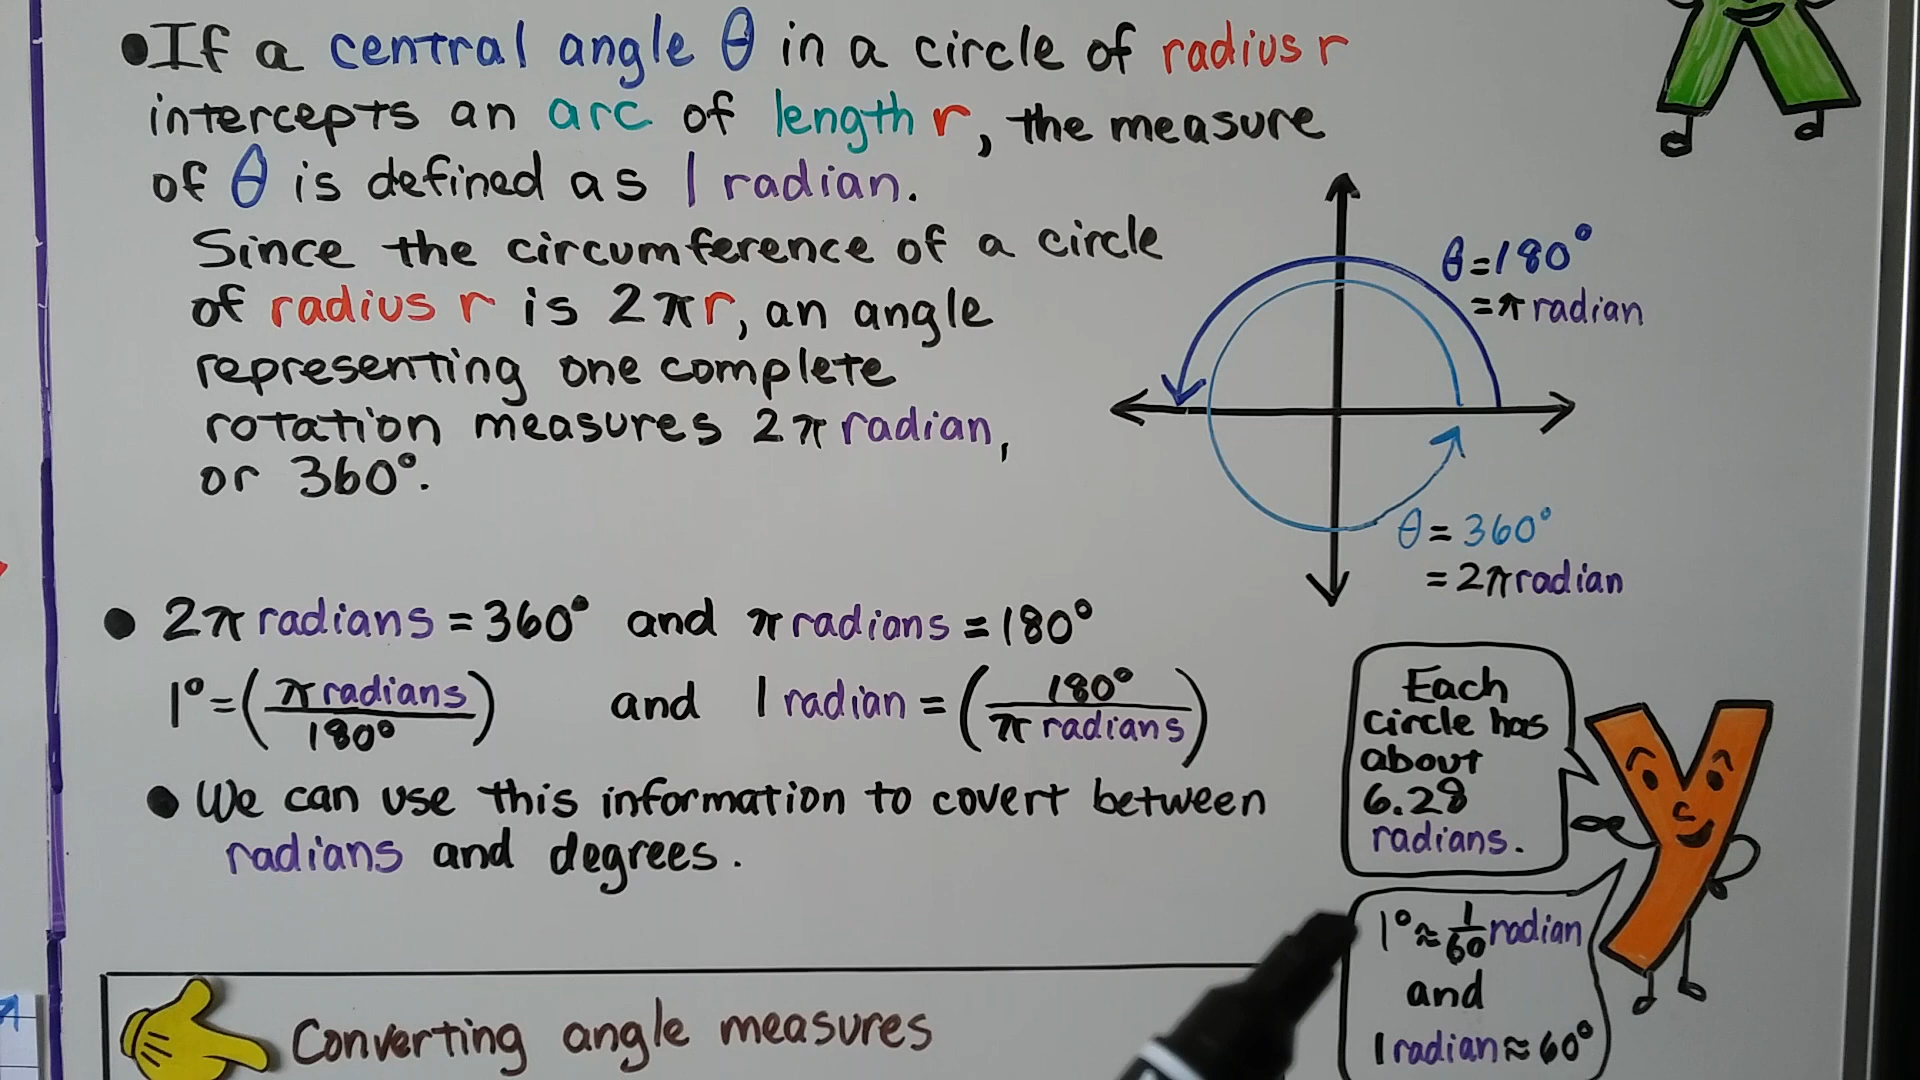 •If a central angle θ in a circle of radius r
intercepts an arc of length r, the measure
of θ is defined as 1 radian.
Since the circumference of a circle
of radius r is 2πr, an angle
representing one complete
rotation measures 2π radian,
or 360°.
θ=180°
=π radian
θ=360°
=2π radian
• 2π radians = 360° and π radians = 180°
1°=(π radians/180°) and 1 radian = (180°/π radians)
• We can use this information to covert between
radians and degrees.
Each
circle has
about
6.28
radians.
1°≈1/60 radian
and
1 radian≈60°
Converting angle measures